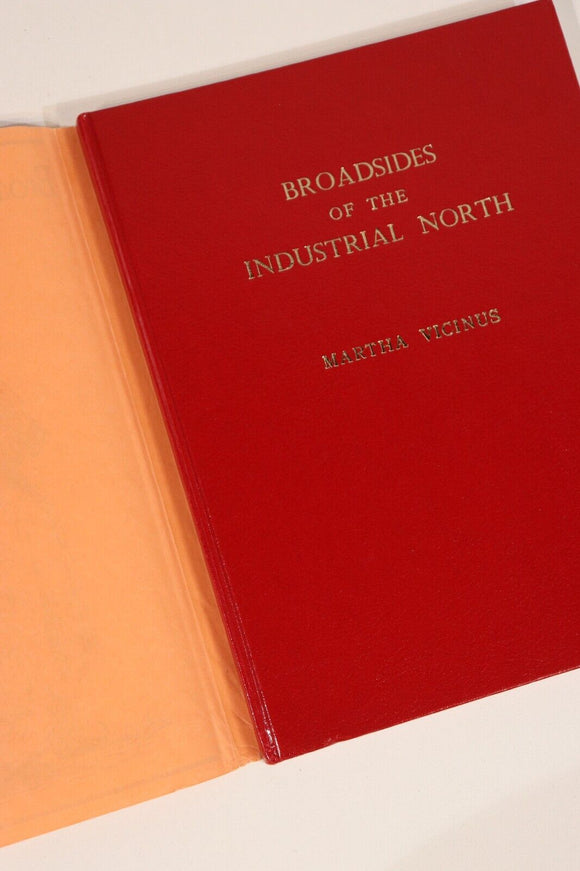 BROADSIDES
OF THE
INDUSTRIAL NORTH
MARTHA VICINUS